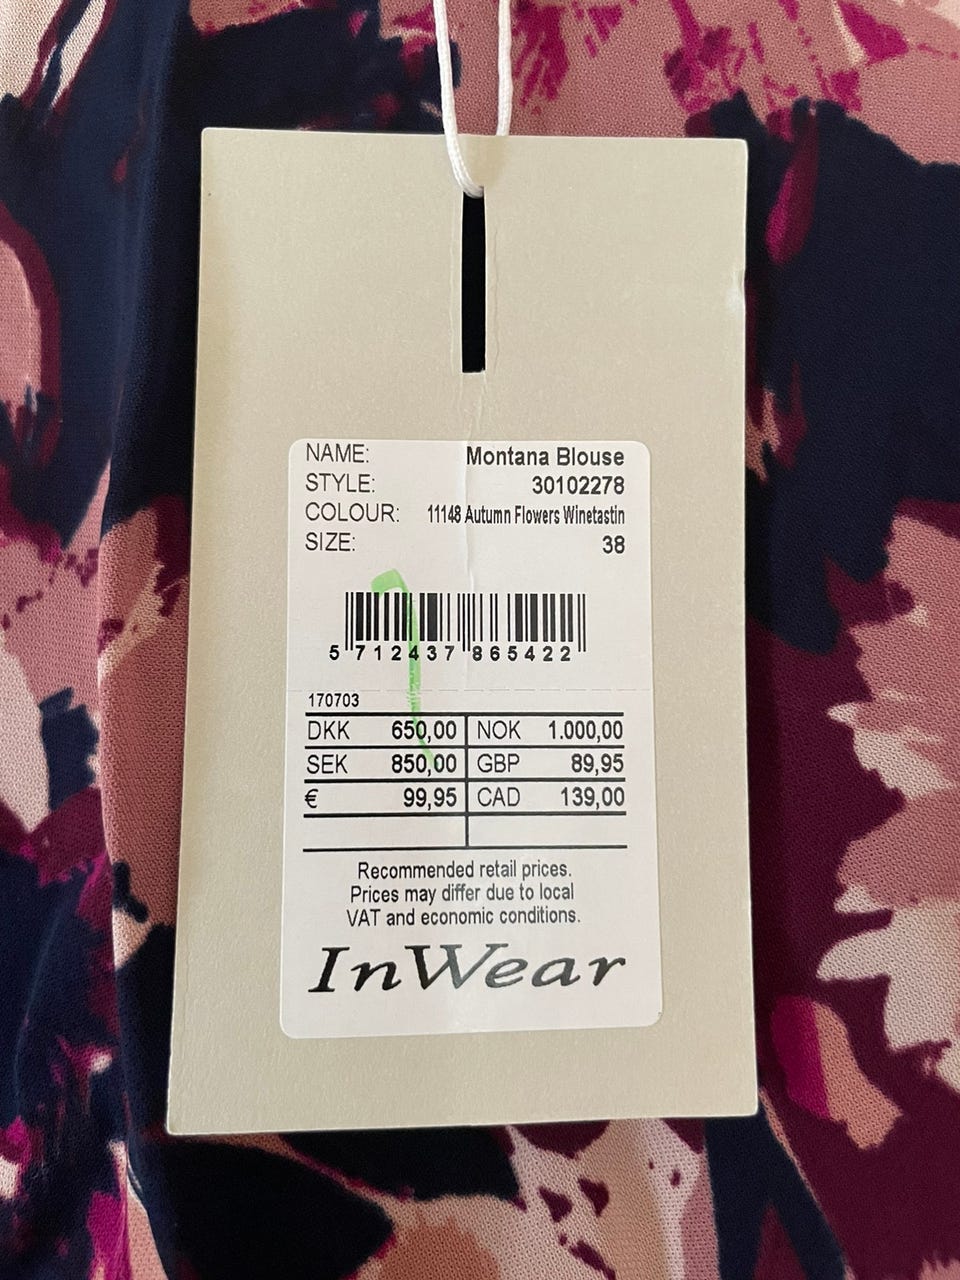 NAME: Montana Blouse
STYLE: 30102278
COLOUR: 11148 Autumn Flowers Winetastin
SIZE: 38
5 712437 865422
170703
DKK 650,00 NOK 1.000,00
SEK 850,00 GBP 89,95
€ 99,95 CAD 139,00
Recommended retail prices.
Prices may differ due to local
VAT and economic conditions.
InWear